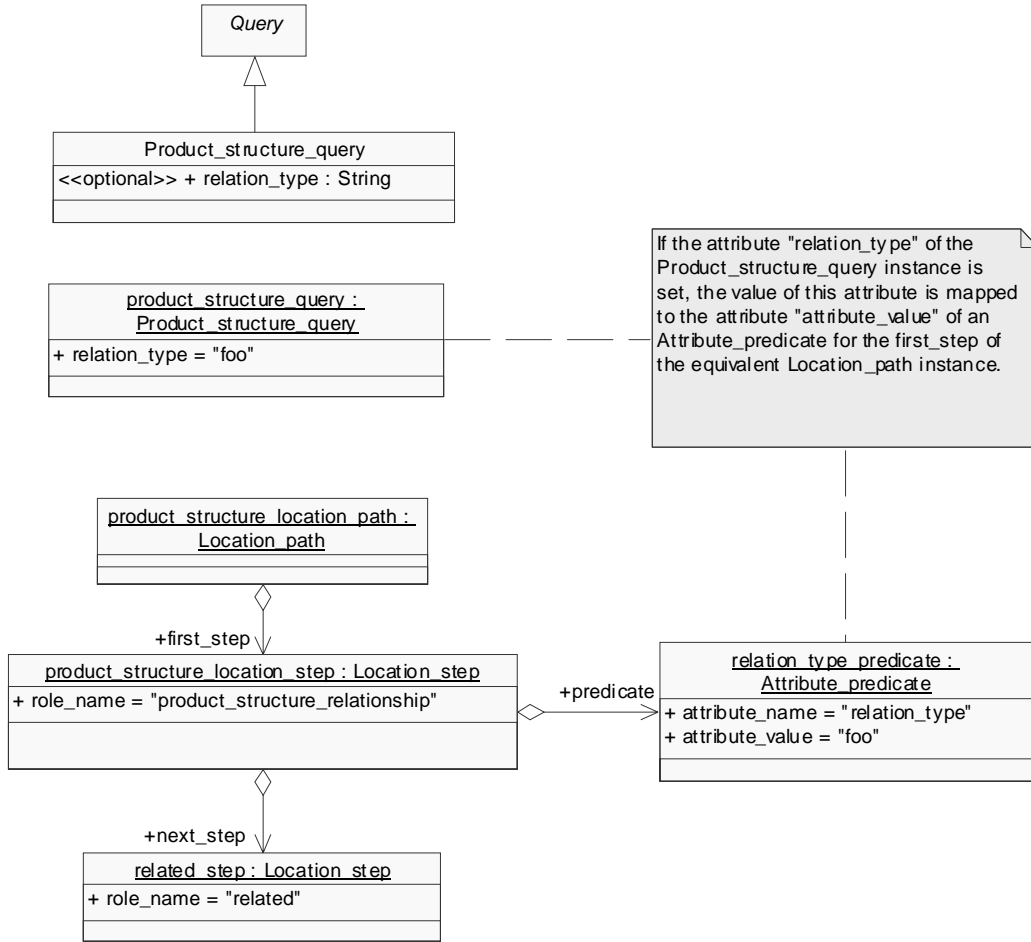 Query
Product_structure_query
<<optional>> + relation_type : String
If the attribute "relation_type" of the
Product_structure_query instance is
set, the value of this attribute is mapped
to the attribute "attribute_value" of an
Attribute_predicate for the first_step of
the equivalent Location_path instance.
product_structure_query :
Product_structure_query
+ relation_type = "foo"
product_structure_location_path :
Location_path
+first_step
product_structure_location_step : Location_step
+ role_name = "product_structure_relationship"
+predicate
relation_type_predicate :
Attribute_predicate
+ attribute_name = "relation_type"
+ attribute_value = "foo"
+next_step
related_step : Location_step
+ role_name = "related"